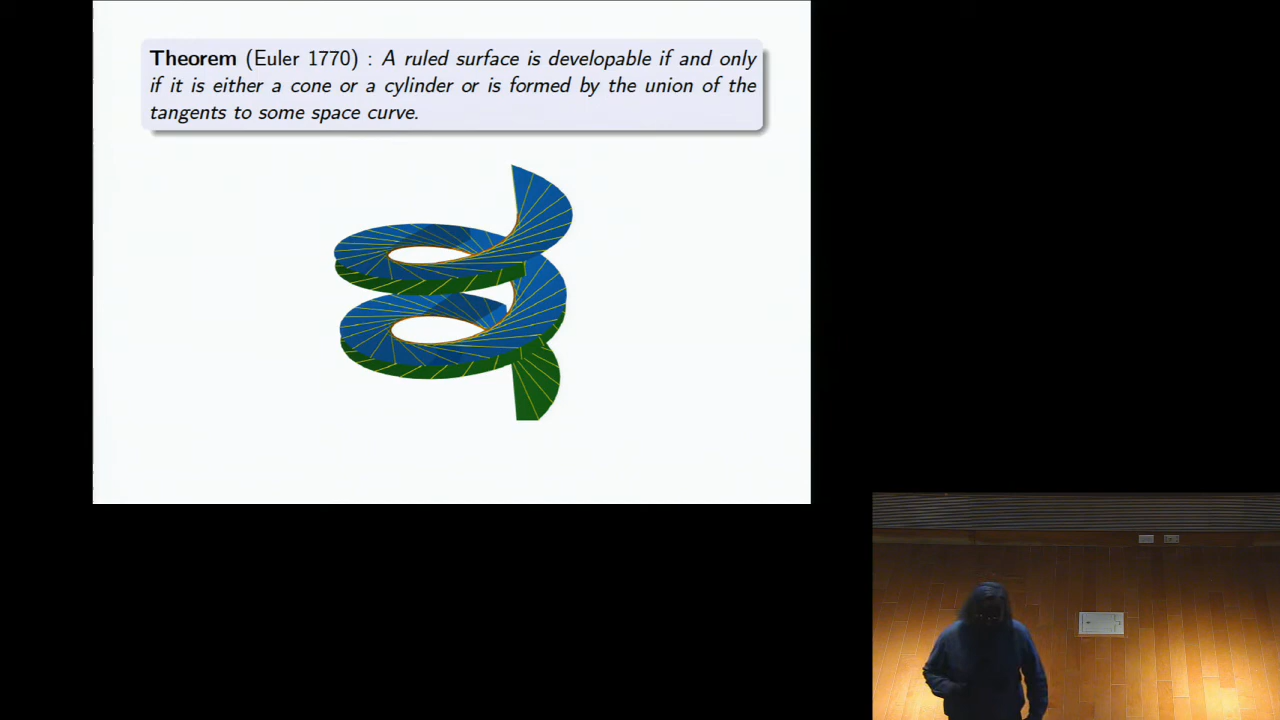 Theorem (Euler 1770) : A ruled surface is developable if and only
if it is either a cone or a cylinder or is formed by the union of the
tangents to some space curve.